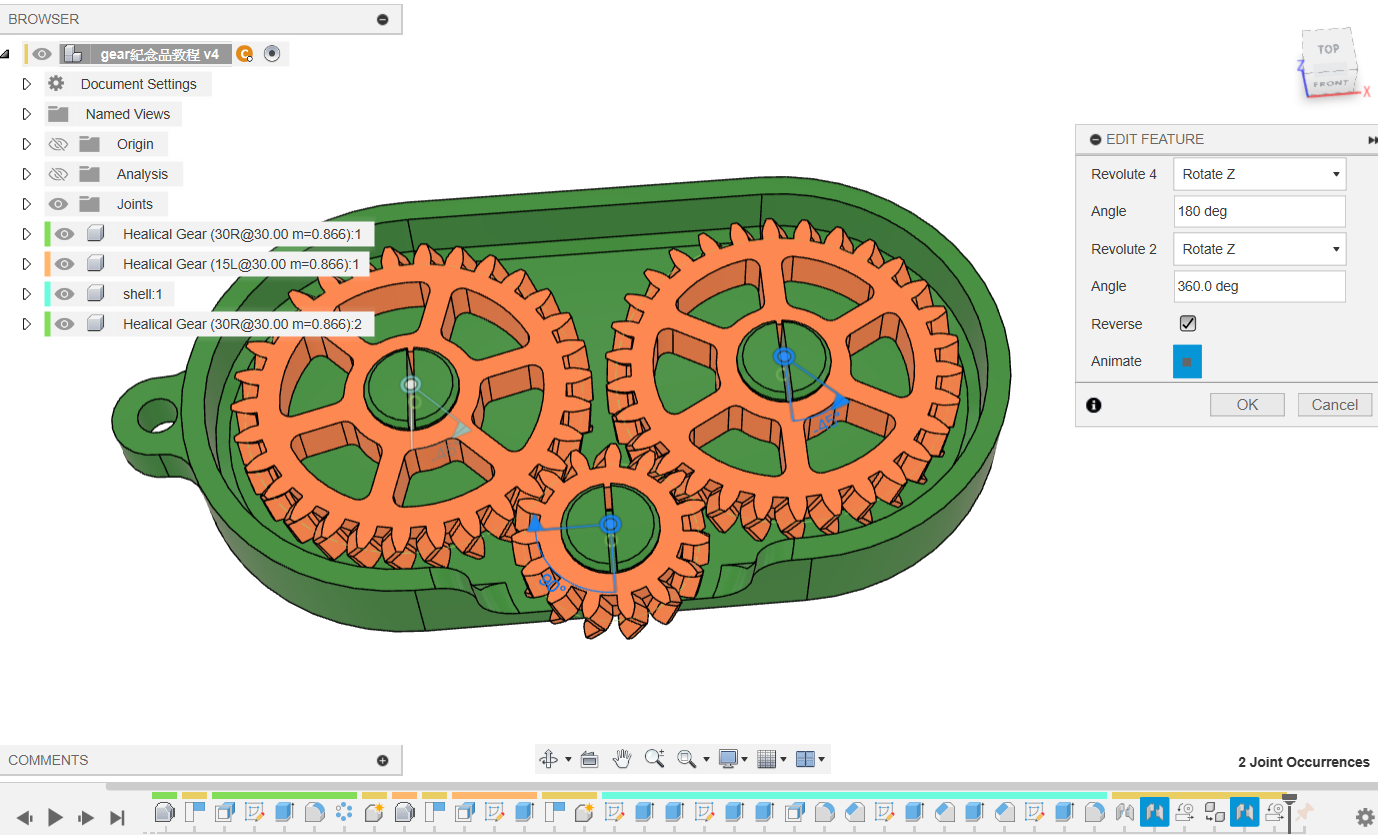 BROWSER
gear紀念品教程 v4
Document Settings
Named Views
Origin
Analysis
Joints
Healical Gear (30R@30.00 m=0.866):1
Healical Gear (15L@30.00 m=0.866):1
shell:1
Healical Gear (30R@30.00 m=0.866):2
TOP
FRONT
Z
X
EDIT FEATURE
Revolute 4 Rotate Z
Angle 180 deg
Revolute 2 Rotate Z
Angle 360.0 deg
Reverse
Animate
OK Cancel
COMMENTS
2 Joint Occurrences